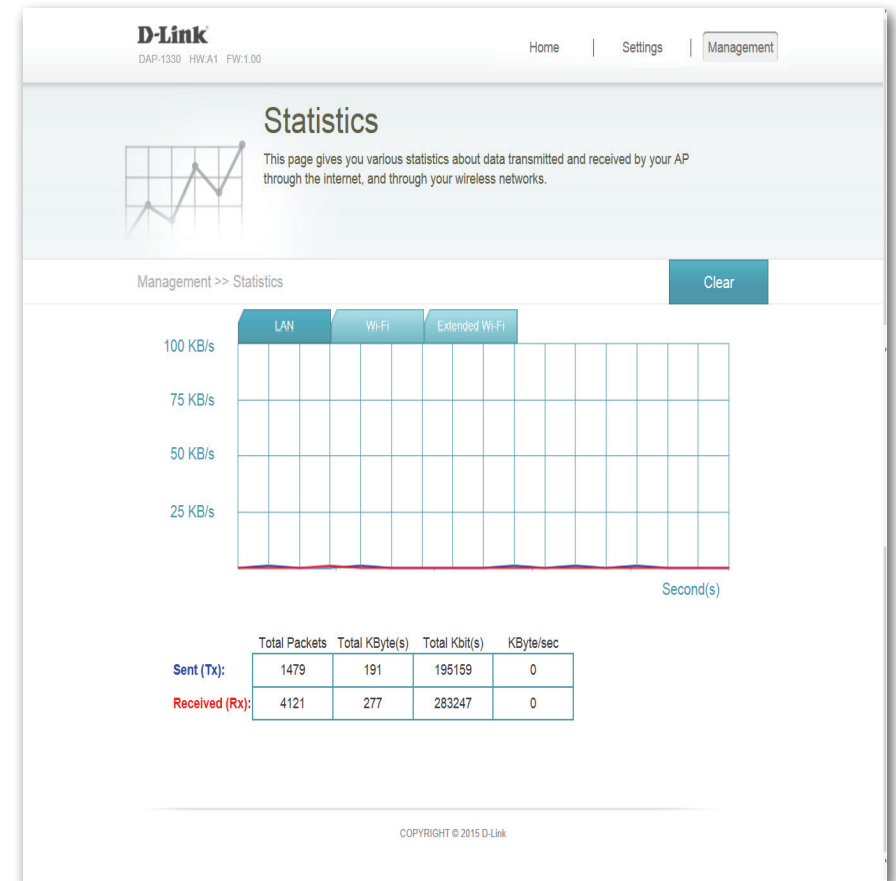 D-Link
DAP-1330 HW:A1 FW:1.00
Home | Settings | Management
Statistics
This page gives you various statistics about data transmitted and received by your AP
through the internet, and through your wireless networks.
Management >> Statistics
Clear
LAN Wi-Fi Extended Wi-Fi
100 KB/s
75 KB/s
50 KB/s
25 KB/s
Second(s)
Total Packets Total KByte(s) Total Kbit(s) KByte/sec
Sent (Tx): 1479 191 195159 0
Received (Rx): 4121 277 283247 0
COPYRIGHT © 2015 D-Link